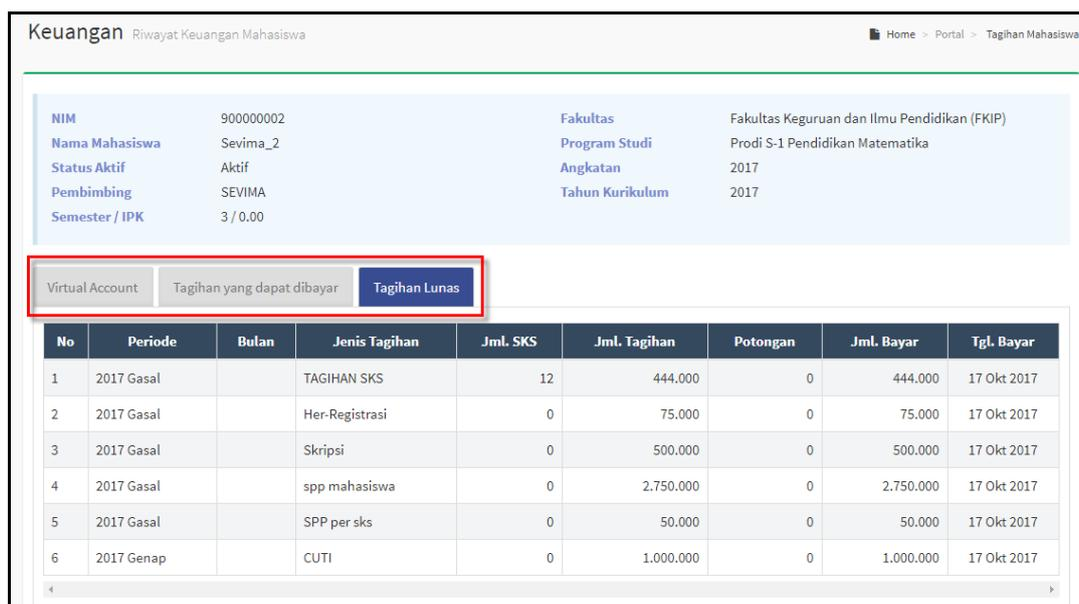 Keuangan Riwayat Keuangan Mahasiswa Home > Portal > Tagihan Mahasiswa
NIM 900000002 Fakultas Fakultas Keguruan dan Ilmu Pendidikan (FKIP)
Nama Mahasiswa Sevima_2 Program Studi Prodi S-1 Pendidikan Matematika
Status Aktif Aktif Angkatan 2017
Pembimbing SEVIMA Tahun Kurikulum 2017
Semester / IPK 3 / 0.00
Virtual Account Tagihan yang dapat dibayar Tagihan Lunas
No Periode Bulan Jenis Tagihan Jml. SKS Jml. Tagihan Potongan Jml. Bayar Tgl. Bayar
1 2017 Gasal TAGIHAN SKS 12 444.000 0 444.000 17 Okt 2017
2 2017 Gasal Her-Registrasi 0 75.000 0 75.000 17 Okt 2017
3 2017 Gasal Skripsi 0 500.000 0 500.000 17 Okt 2017
4 2017 Gasal spp mahasiswa 0 2.750.000 0 2.750.000 17 Okt 2017
5 2017 Gasal SPP per sks 0 50.000 0 50.000 17 Okt 2017
6 2017 Genap CUTI 0 1.000.000 0 1.000.000 17 Okt 2017